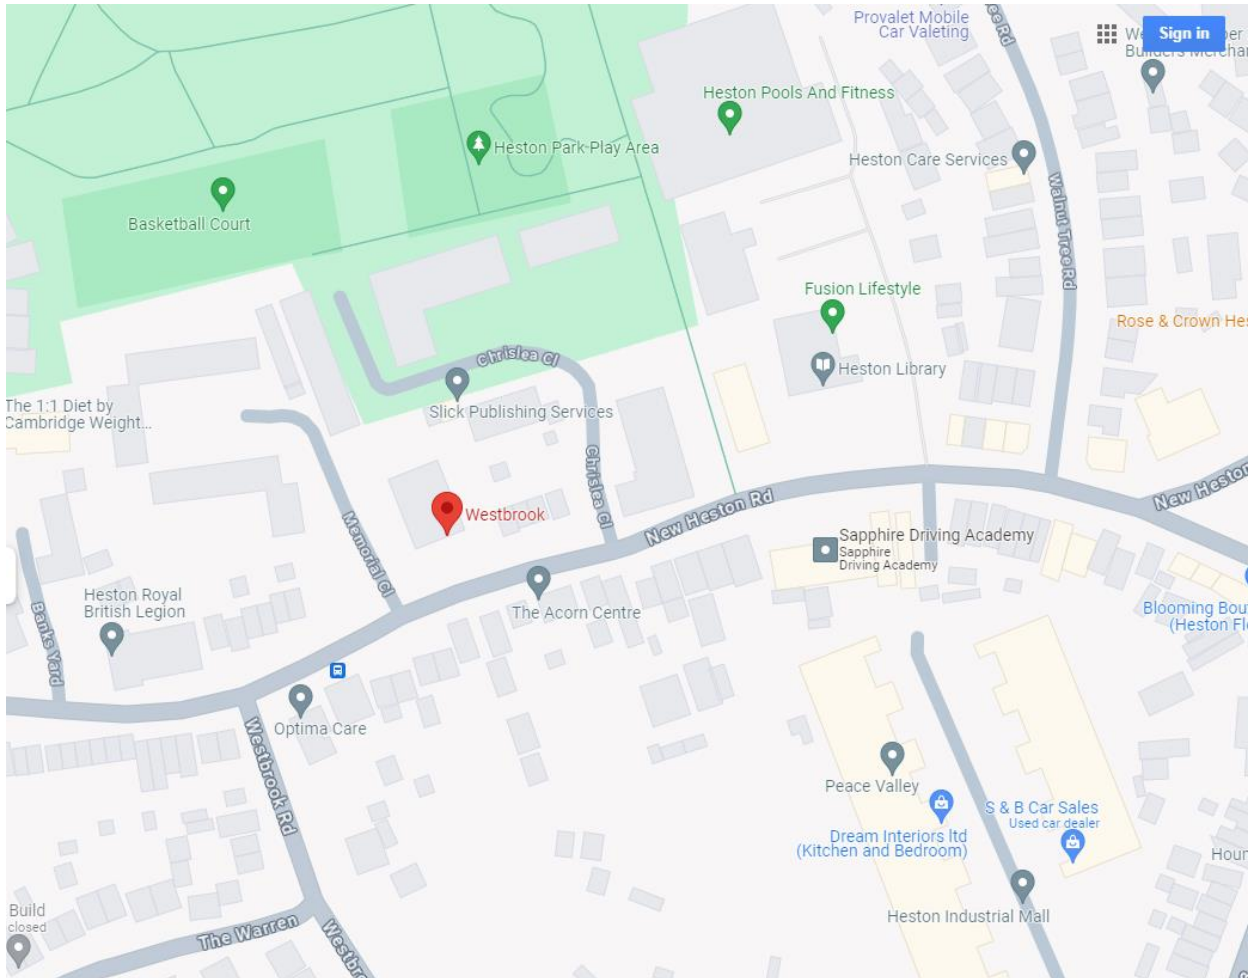 Provalet Mobile
Car Valeting
Sign in
Heston Pools And Fitness
Heston Park Play Area
Heston Care Services
Basketball Court
Walnut Tree Rd
Fusion Lifestyle
Rose & Crown Hes
Chrislea Cl
Heston Library
The 1:1 Diet by
Cambridge Weight...
Slick Publishing Services
Chrislea Cl
New Heston Rd
New Heston
Westbrook
Memorial Cl
Sapphire Driving Academy
Sapphire
Driving Academy
Heston Royal
British Legion
The Acorn Centre
Banks Yard
Blooming Bou
(Heston Fl
Optima Care
Westbrook Rd
Peace Valley
S & B Car Sales
Used car dealer
Dream Interiors ltd
(Kitchen and Bedroom)
Houn
Heston Industrial Mall
Build
closed
The Warren
Westbro